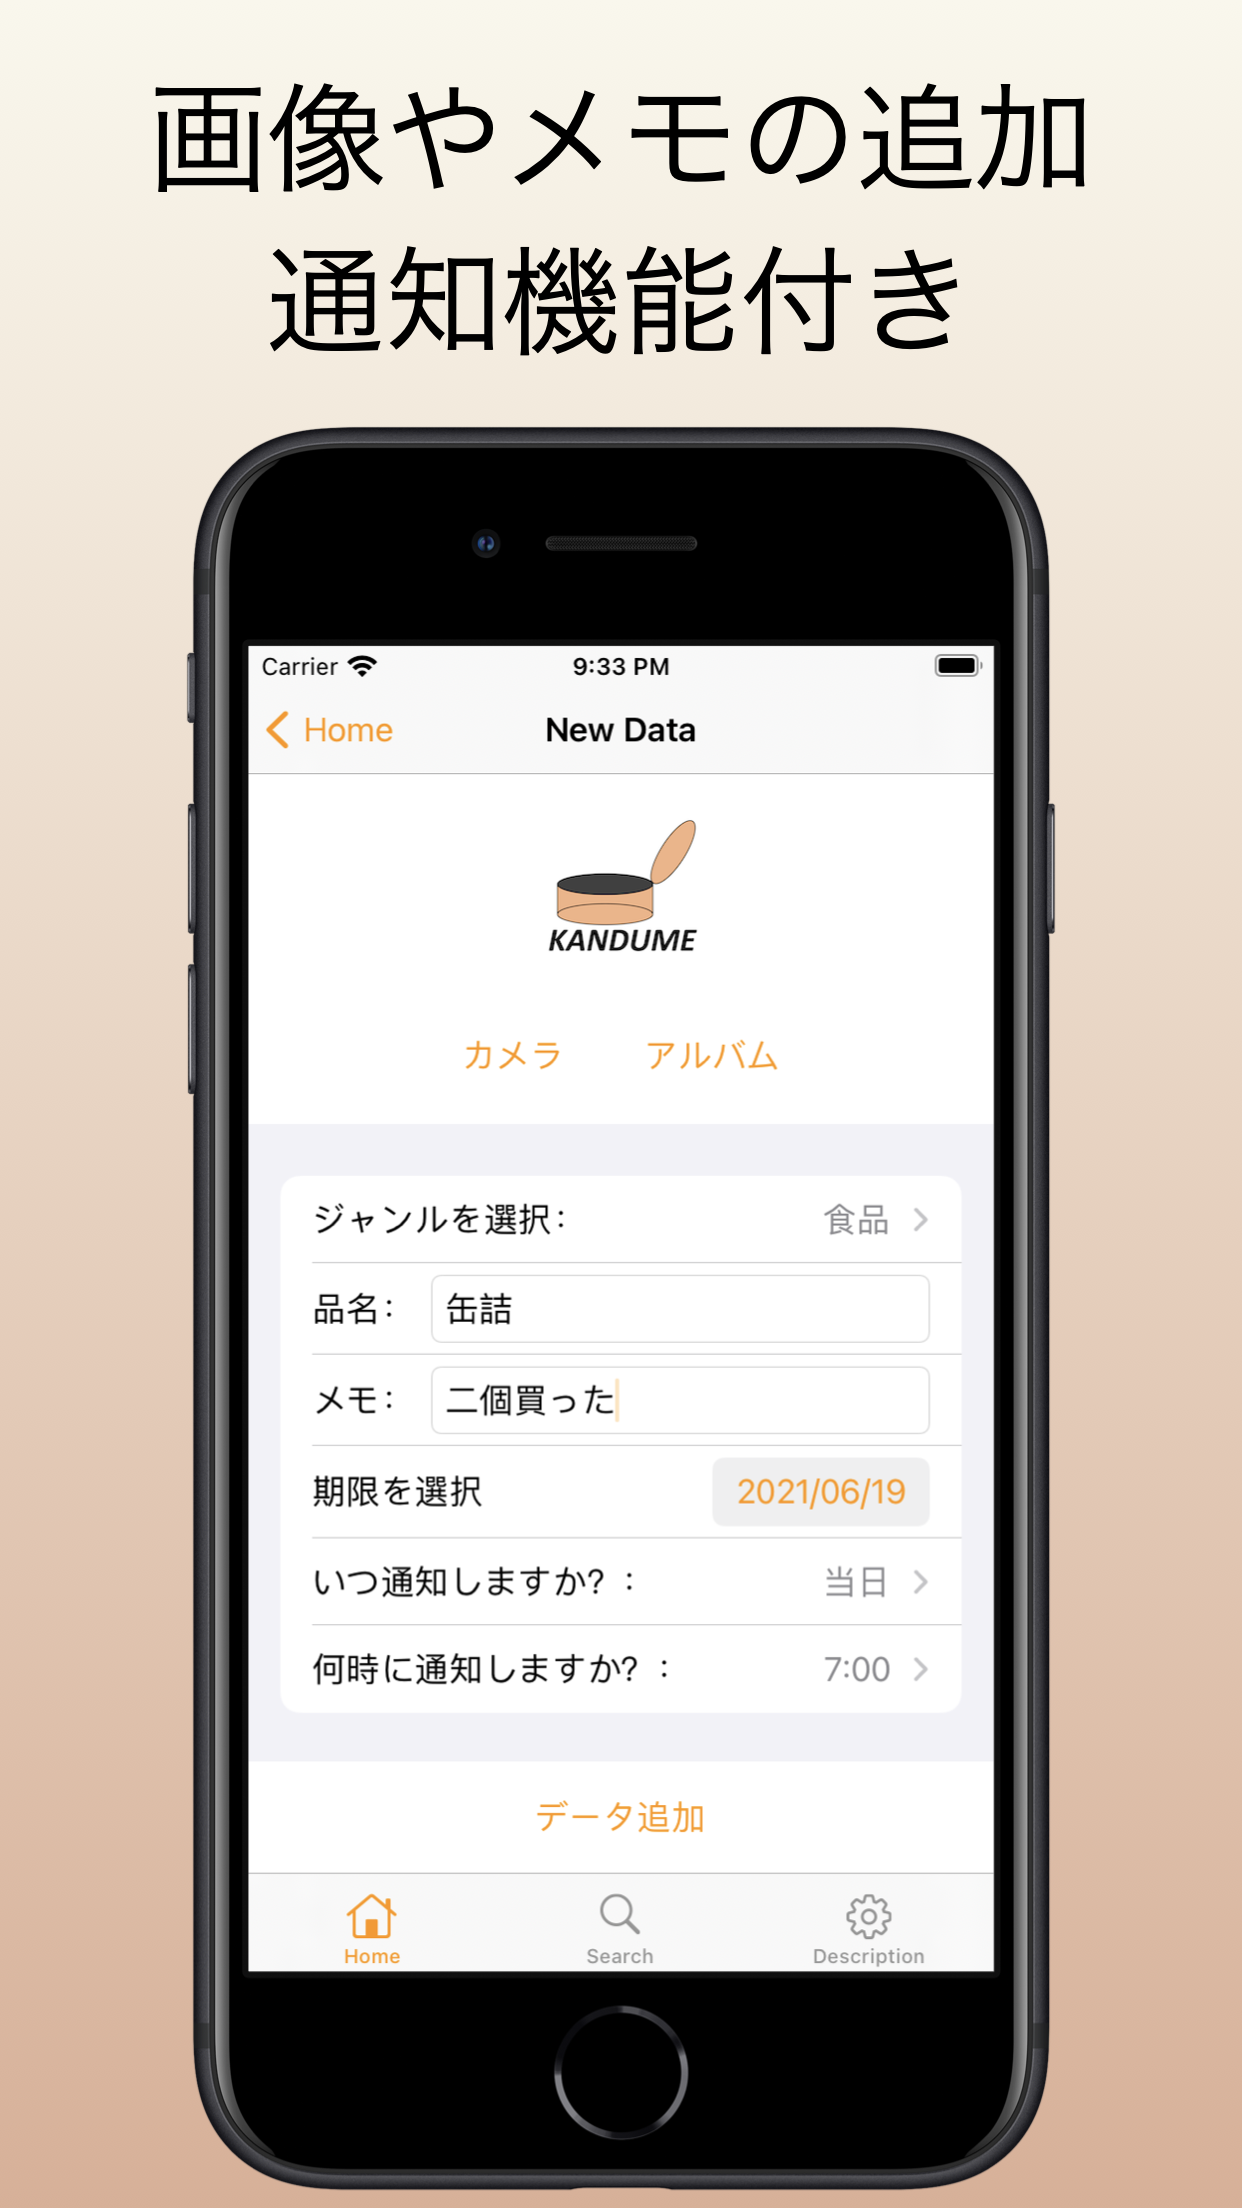 画像やメモの追加
通知機能付き
Carrier 9:33 PM
Home New Data
KANDUME
カメラ アルバム
ジャンルを選択: 食品
品名: 缶詰
メモ: 二個買った
期限を選択 2021/06/19
いつ通知しますか?： 当日
何時に通知しますか?： 7:00
データ追加
Home Search Description